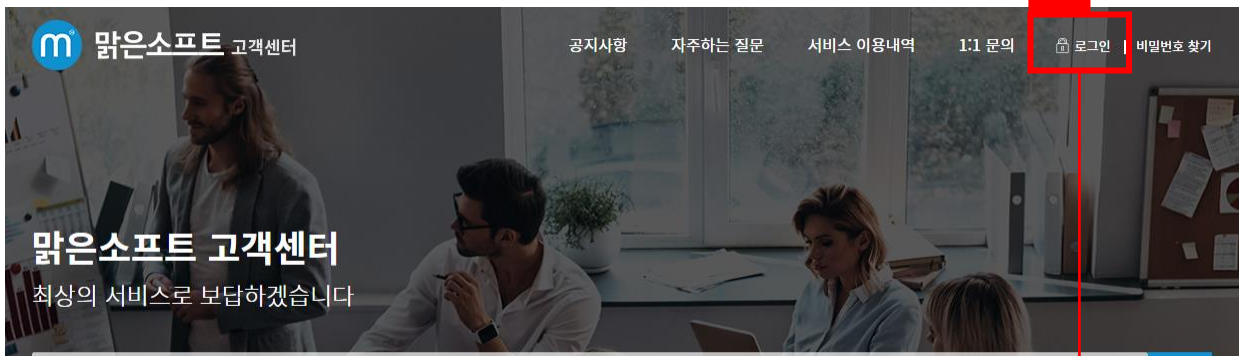 m 맑은소프트 고객센터 공지사항 자주하는 질문 서비스 이용내역 1:1 문의 로그인 | 비밀번호 찾기
맑은소프트 고객센터
최상의 서비스로 보답하겠습니다